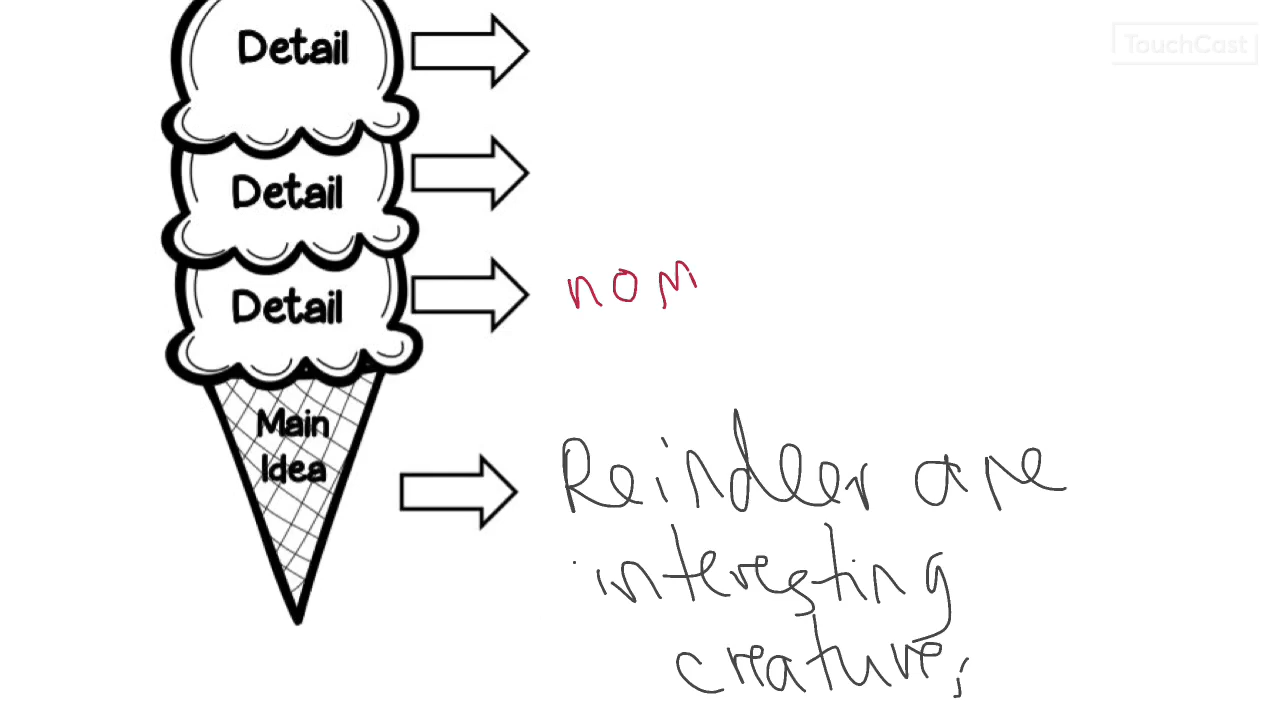 TouchCast
Detail
Detail
Detail
nom
Main
Idea
Reindeer are
interesting
creatures